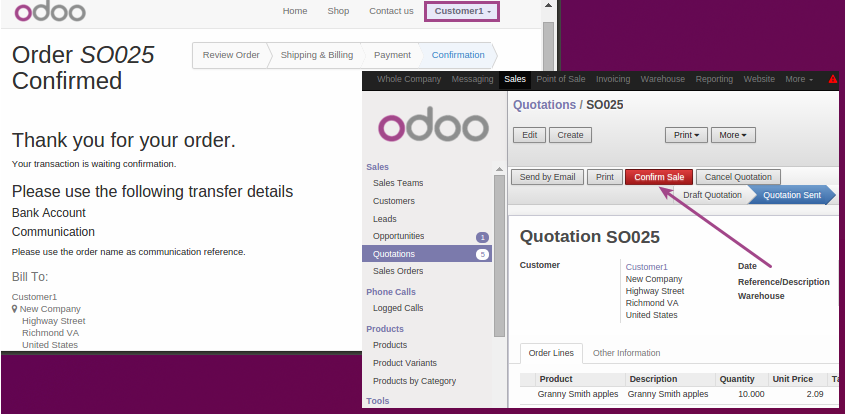 odoo
Home Shop Contact us Customer1
Order SO025
Confirmed
Review Order Shipping & Billing Payment Confirmation
Thank you for your order.
Your transaction is waiting confirmation.
Please use the following transfer details
Bank Account
Communication
Please use the order name as communication reference.
Bill To:
Customer1
New Company
Highway Street
Richmond VA
United States
Whole Company Messaging Sales Point of Sale Invoicing Warehouse Reporting Website More
odoo
Sales
Sales Teams
Customers
Leads
Opportunities 1
Quotations 5
Sales Orders
Phone Calls
Logged Calls
Products
Products
Product Variants
Products by Category
Tools
Quotations / SO025
Edit Create Print More
Send by Email Print Confirm Sale Cancel Quotation
Draft Quotation Quotation Sent
Quotation SO025
Customer Customer1 Date
New Company Reference/Description
Highway Street Warehouse
Richmond VA
United States
Order Lines Other Information
Product Description Quantity Unit Price Ta
Granny Smith apples Granny Smith apples 10.000 2.09